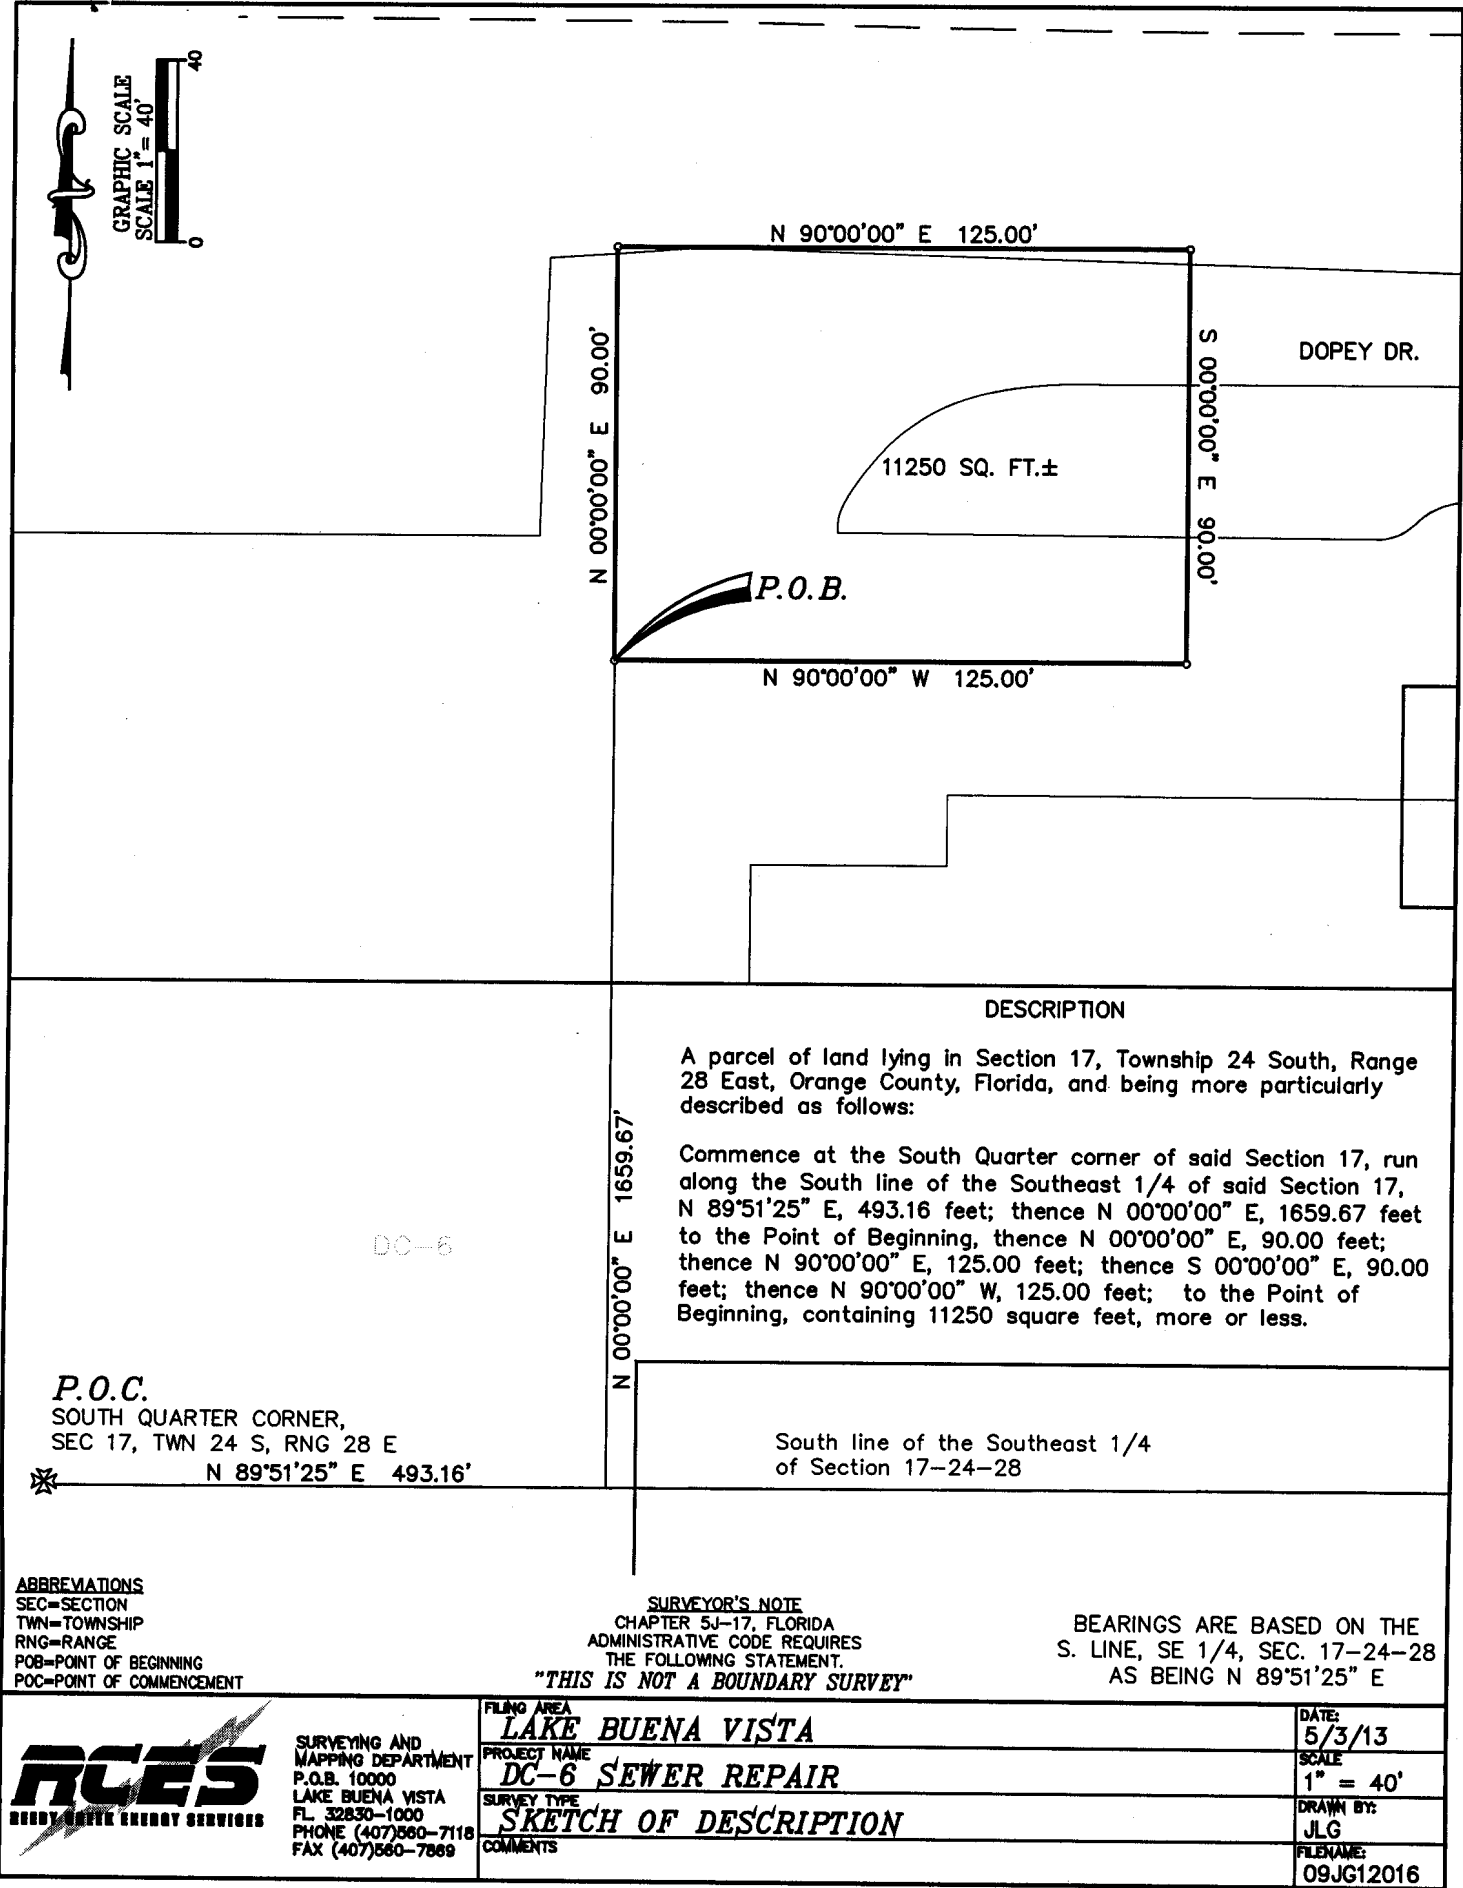 GRAPHIC SCALE
SCALE 1"= 40'
0
40
N 90°00'00" E 125.00'
N 00°00'00" E 90.00'
S 00°00'00" E 90.00'
DOPEY DR.
11250 SQ. FT.±
P.O.B.
N 90°00'00" W 125.00'
DESCRIPTION
A parcel of land lying in Section 17, Township 24 South, Range
28 East, Orange County, Florida, and being more particularly
described as follows:
Commence at the South Quarter corner of said Section 17, run
along the South line of the Southeast 1/4 of said Section 17,
N 89°51'25" E, 493.16 feet; thence N 00°00'00" E, 1659.67 feet
to the Point of Beginning, thence N 00°00'00" E, 90.00 feet;
thence N 90°00'00" E, 125.00 feet; thence S 00°00'00" E, 90.00
feet; thence N 90°00'00" W, 125.00 feet; to the Point of
Beginning, containing 11250 square feet, more or less.
N 00°00'00" E 1659.67'
DC-6
P.O.C.
SOUTH QUARTER CORNER,
SEC 17, TWN 24 S, RNG 28 E
N 89°51'25" E 493.16'
South line of the Southeast 1/4
of Section 17-24-28
ABBREVIATIONS
SEC=SECTION
TWN=TOWNSHIP
RNG=RANGE
POB=POINT OF BEGINNING
POC=POINT OF COMMENCEMENT
SURVEYOR'S NOTE
CHAPTER 5J-17, FLORIDA
ADMINISTRATIVE CODE REQUIRES
THE FOLLOWING STATEMENT.
"THIS IS NOT A BOUNDARY SURVEY"
BEARINGS ARE BASED ON THE
S. LINE, SE 1/4, SEC. 17-24-28
AS BEING N 89°51'25" E
RCES
REEDY CREEK ENERGY SERVICES
SURVEYING AND
MAPPING DEPARTMENT
P.O.B. 10000
LAKE BUENA VISTA
FL 32830-1000
PHONE (407)560-7118
FAX (407)560-7869
FILING AREA
LAKE BUENA VISTA
PROJECT NAME
DC-6 SEWER REPAIR
SURVEY TYPE
SKETCH OF DESCRIPTION
COMMENTS
DATE:
5/3/13
SCALE
1" = 40'
DRAWN BY:
JLG
FILENAME:
09JG12016